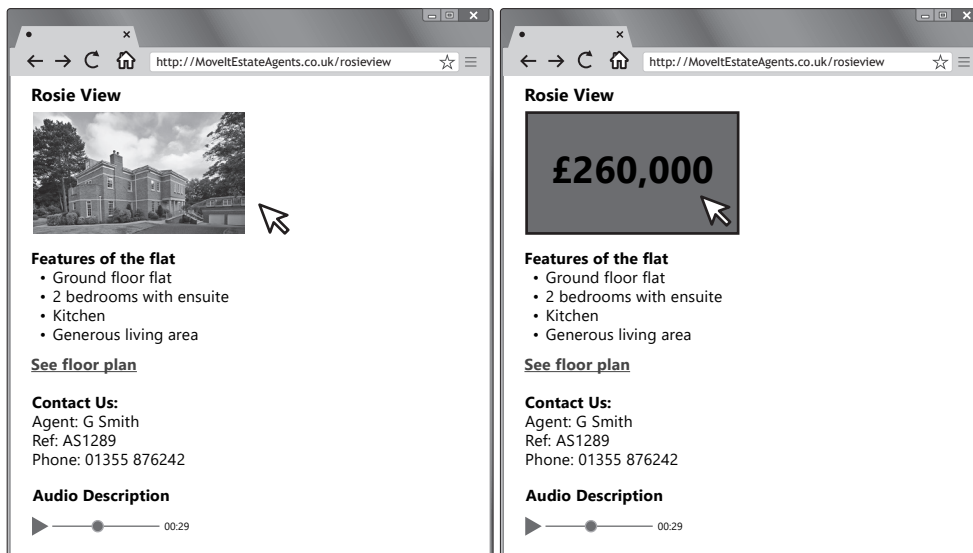 http://MoveItEstateAgents.co.uk/rosieview
Rosie View
Features of the flat
• Ground floor flat
• 2 bedrooms with ensuite
• Kitchen
• Generous living area
See floor plan
Contact Us:
Agent: G Smith
Ref: AS1289
Phone: 01355 876242
Audio Description
00:29
http://MoveItEstateAgents.co.uk/rosieview
Rosie View
£260,000
Features of the flat
• Ground floor flat
• 2 bedrooms with ensuite
• Kitchen
• Generous living area
See floor plan
Contact Us:
Agent: G Smith
Ref: AS1289
Phone: 01355 876242
Audio Description
00:29